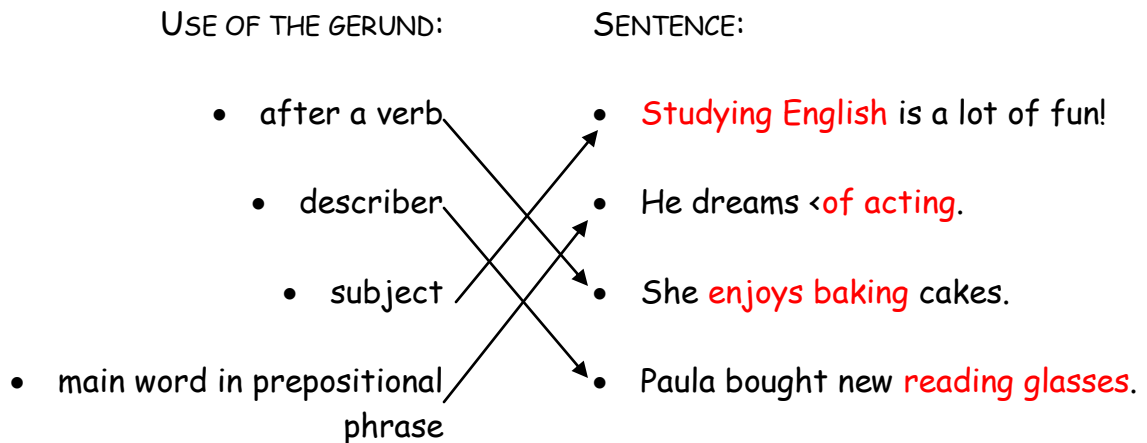 USE OF THE GERUND: SENTENCE:
• after a verb • Studying English is a lot of fun!
• describer • He dreams <of acting.
• subject • She enjoys baking cakes.
• main word in prepositional • Paula bought new reading glasses.
phrase